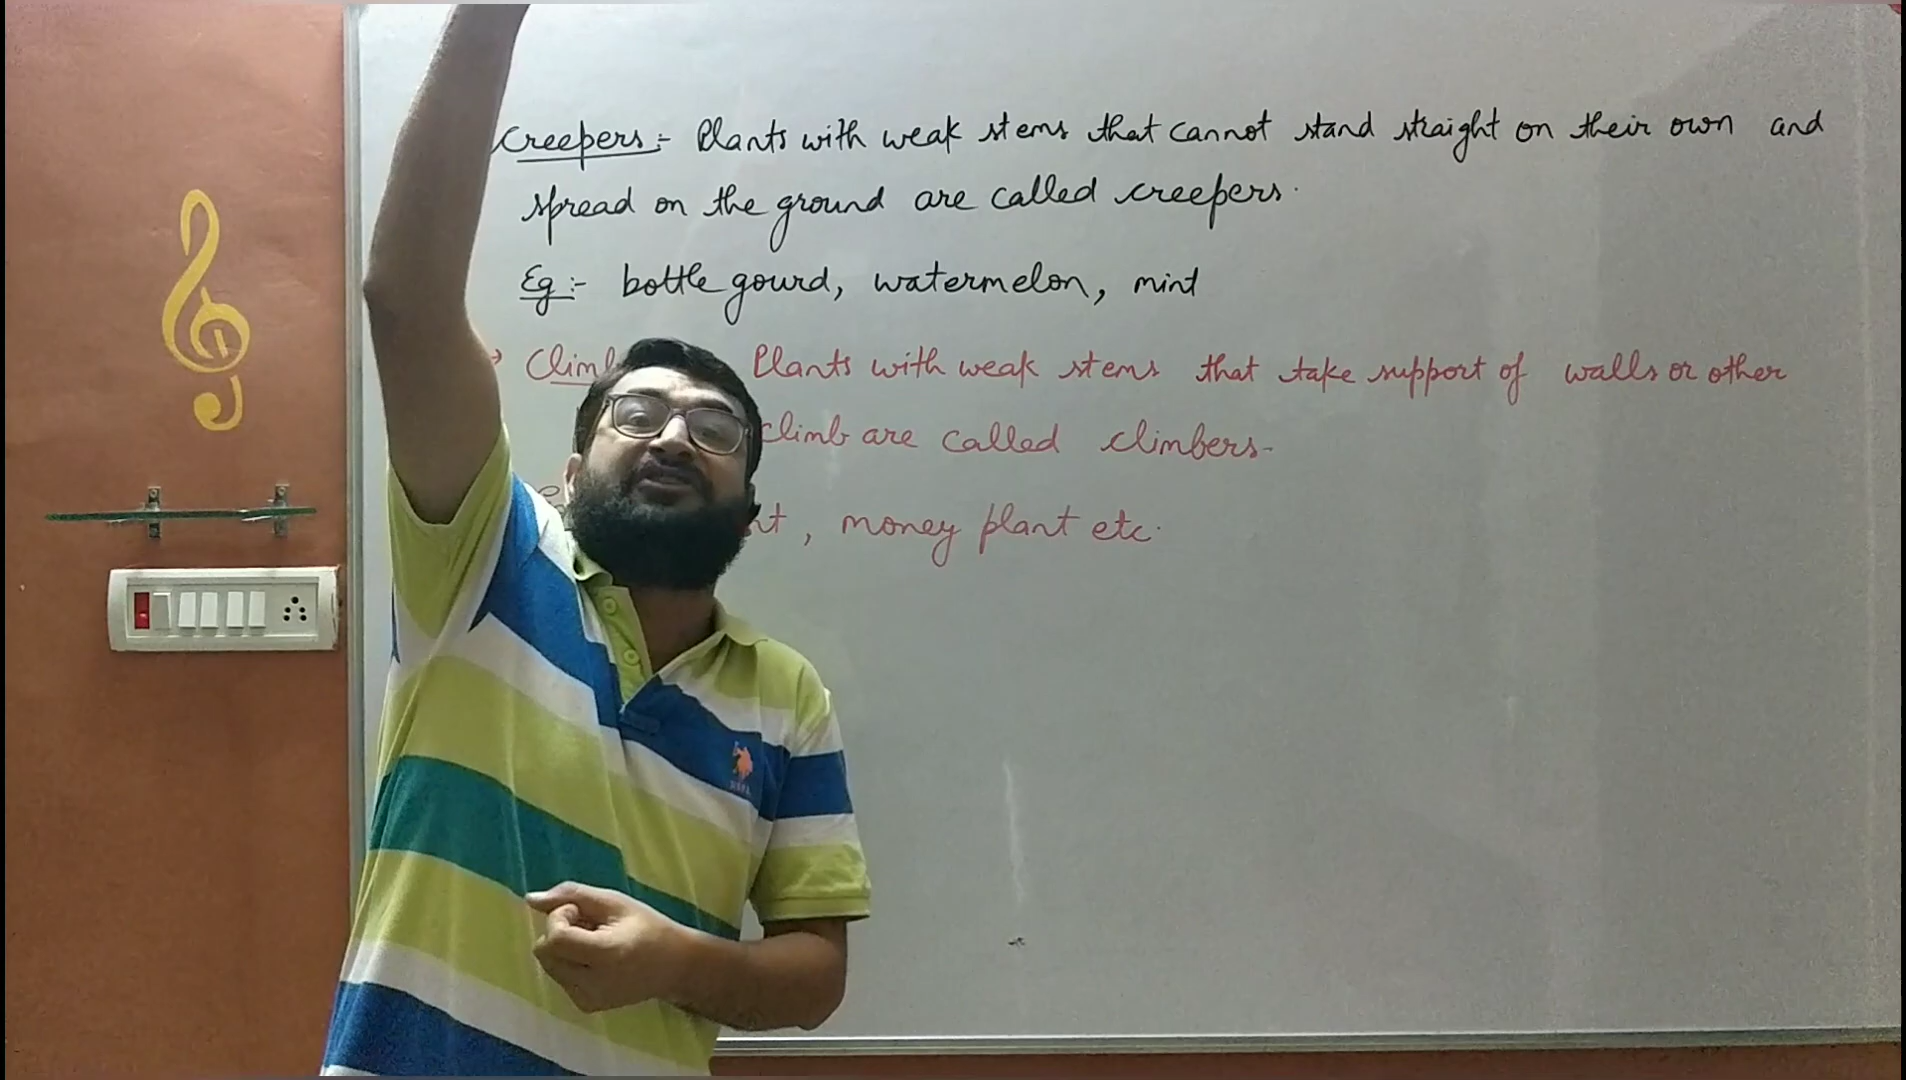 Creepers:- Plants with weak stems that cannot stand straight on their own and
spread on the ground are called creepers.
Eg:- bottle gourd, watermelon, mint
→ Plants with weak stems that take support of walls or other
climb are called climbers.
, money plant etc.